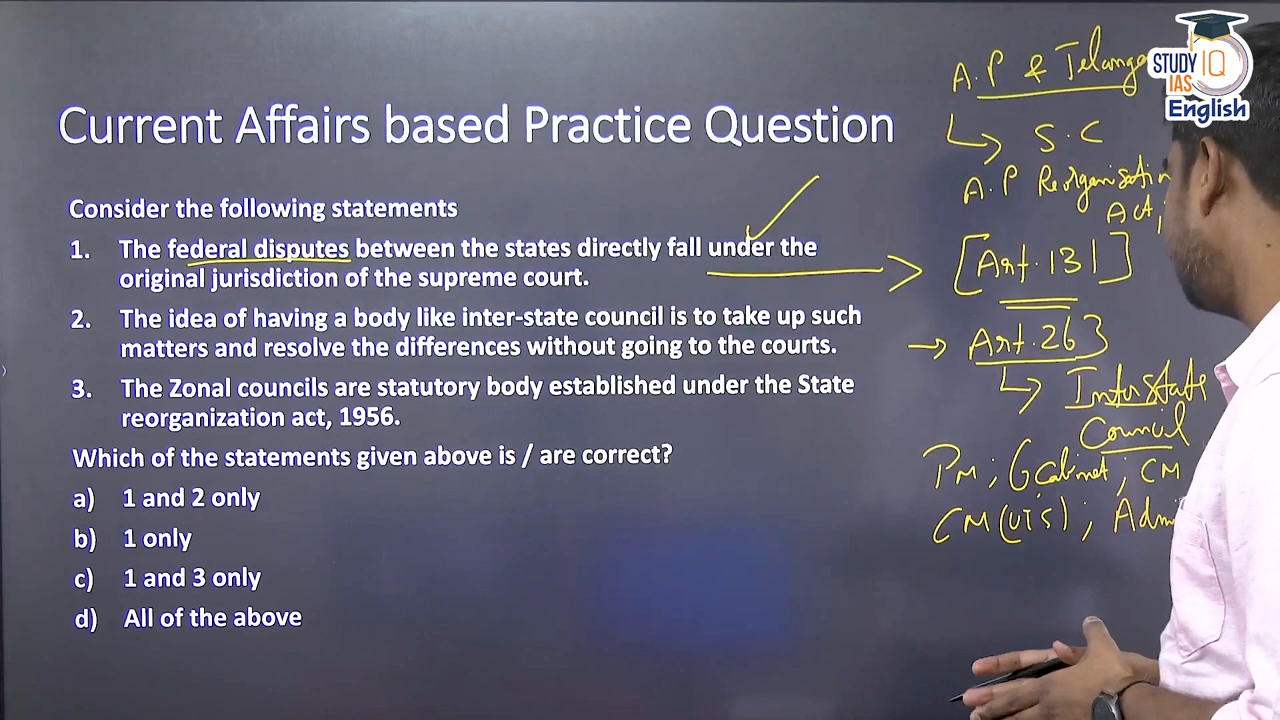 STUDY IQ
IAS
English
Current Affairs based Practice Question
Consider the following statements
1. The federal disputes between the states directly fall under the
original jurisdiction of the supreme court.
2. The idea of having a body like inter-state council is to take up such
matters and resolve the differences without going to the courts.
3. The Zonal councils are statutory body established under the State
reorganization act, 1956.
Which of the statements given above is / are correct?
a) 1 and 2 only
b) 1 only
c) 1 and 3 only
d) All of the above
A.P & Telanga
↳ S.C
A.P Reorganisation
Act;
[Art.131]
→ Art.263
↳ Interstate
Council
PM; 6 Cabinet; CM
CM(UTs); Admi